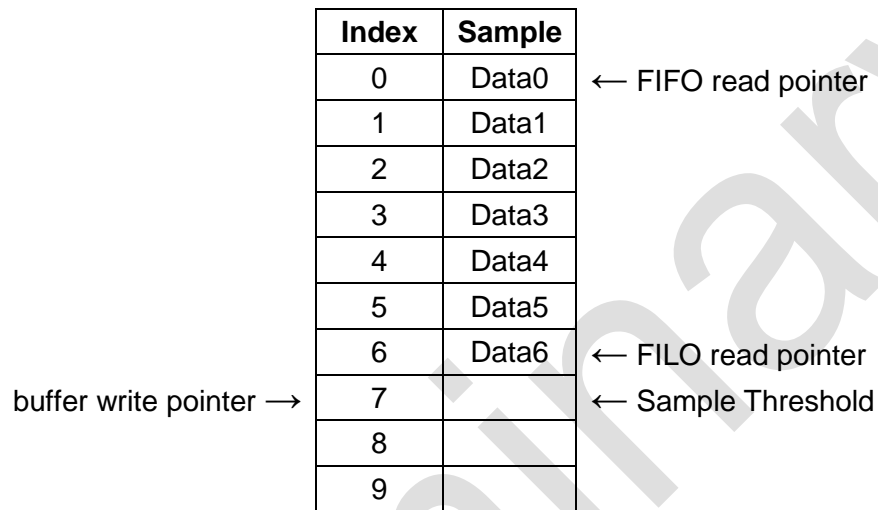 Index Sample
0 Data0 ← FIFO read pointer
1 Data1
2 Data2
3 Data3
4 Data4
5 Data5
6 Data6 ← FILO read pointer
buffer write pointer → 7 ← Sample Threshold
8
9